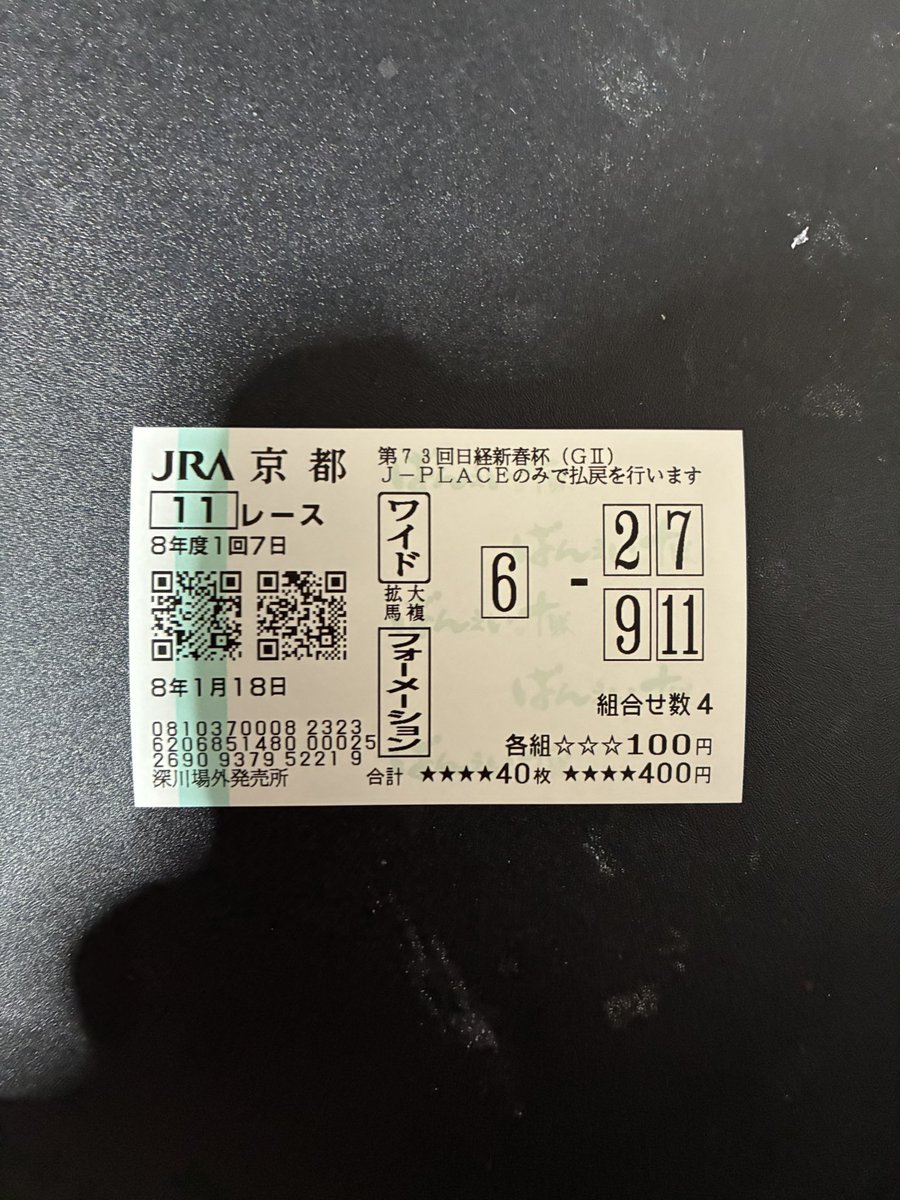 JRA 京都
第73回日経新春杯(GⅡ)
J-PLACEのみで払戻を行います
11レース
8年度1回7日
ワイド
拡大
馬複
フォーメーション
6 - 2 7
9 11
8年1月18日
組合せ数4
0810370008 2323
6206851480 00025
2690 9379 5221 9
各組☆☆☆100円
深川場外発売所
合計 ★★★★40枚 ★★★★400円